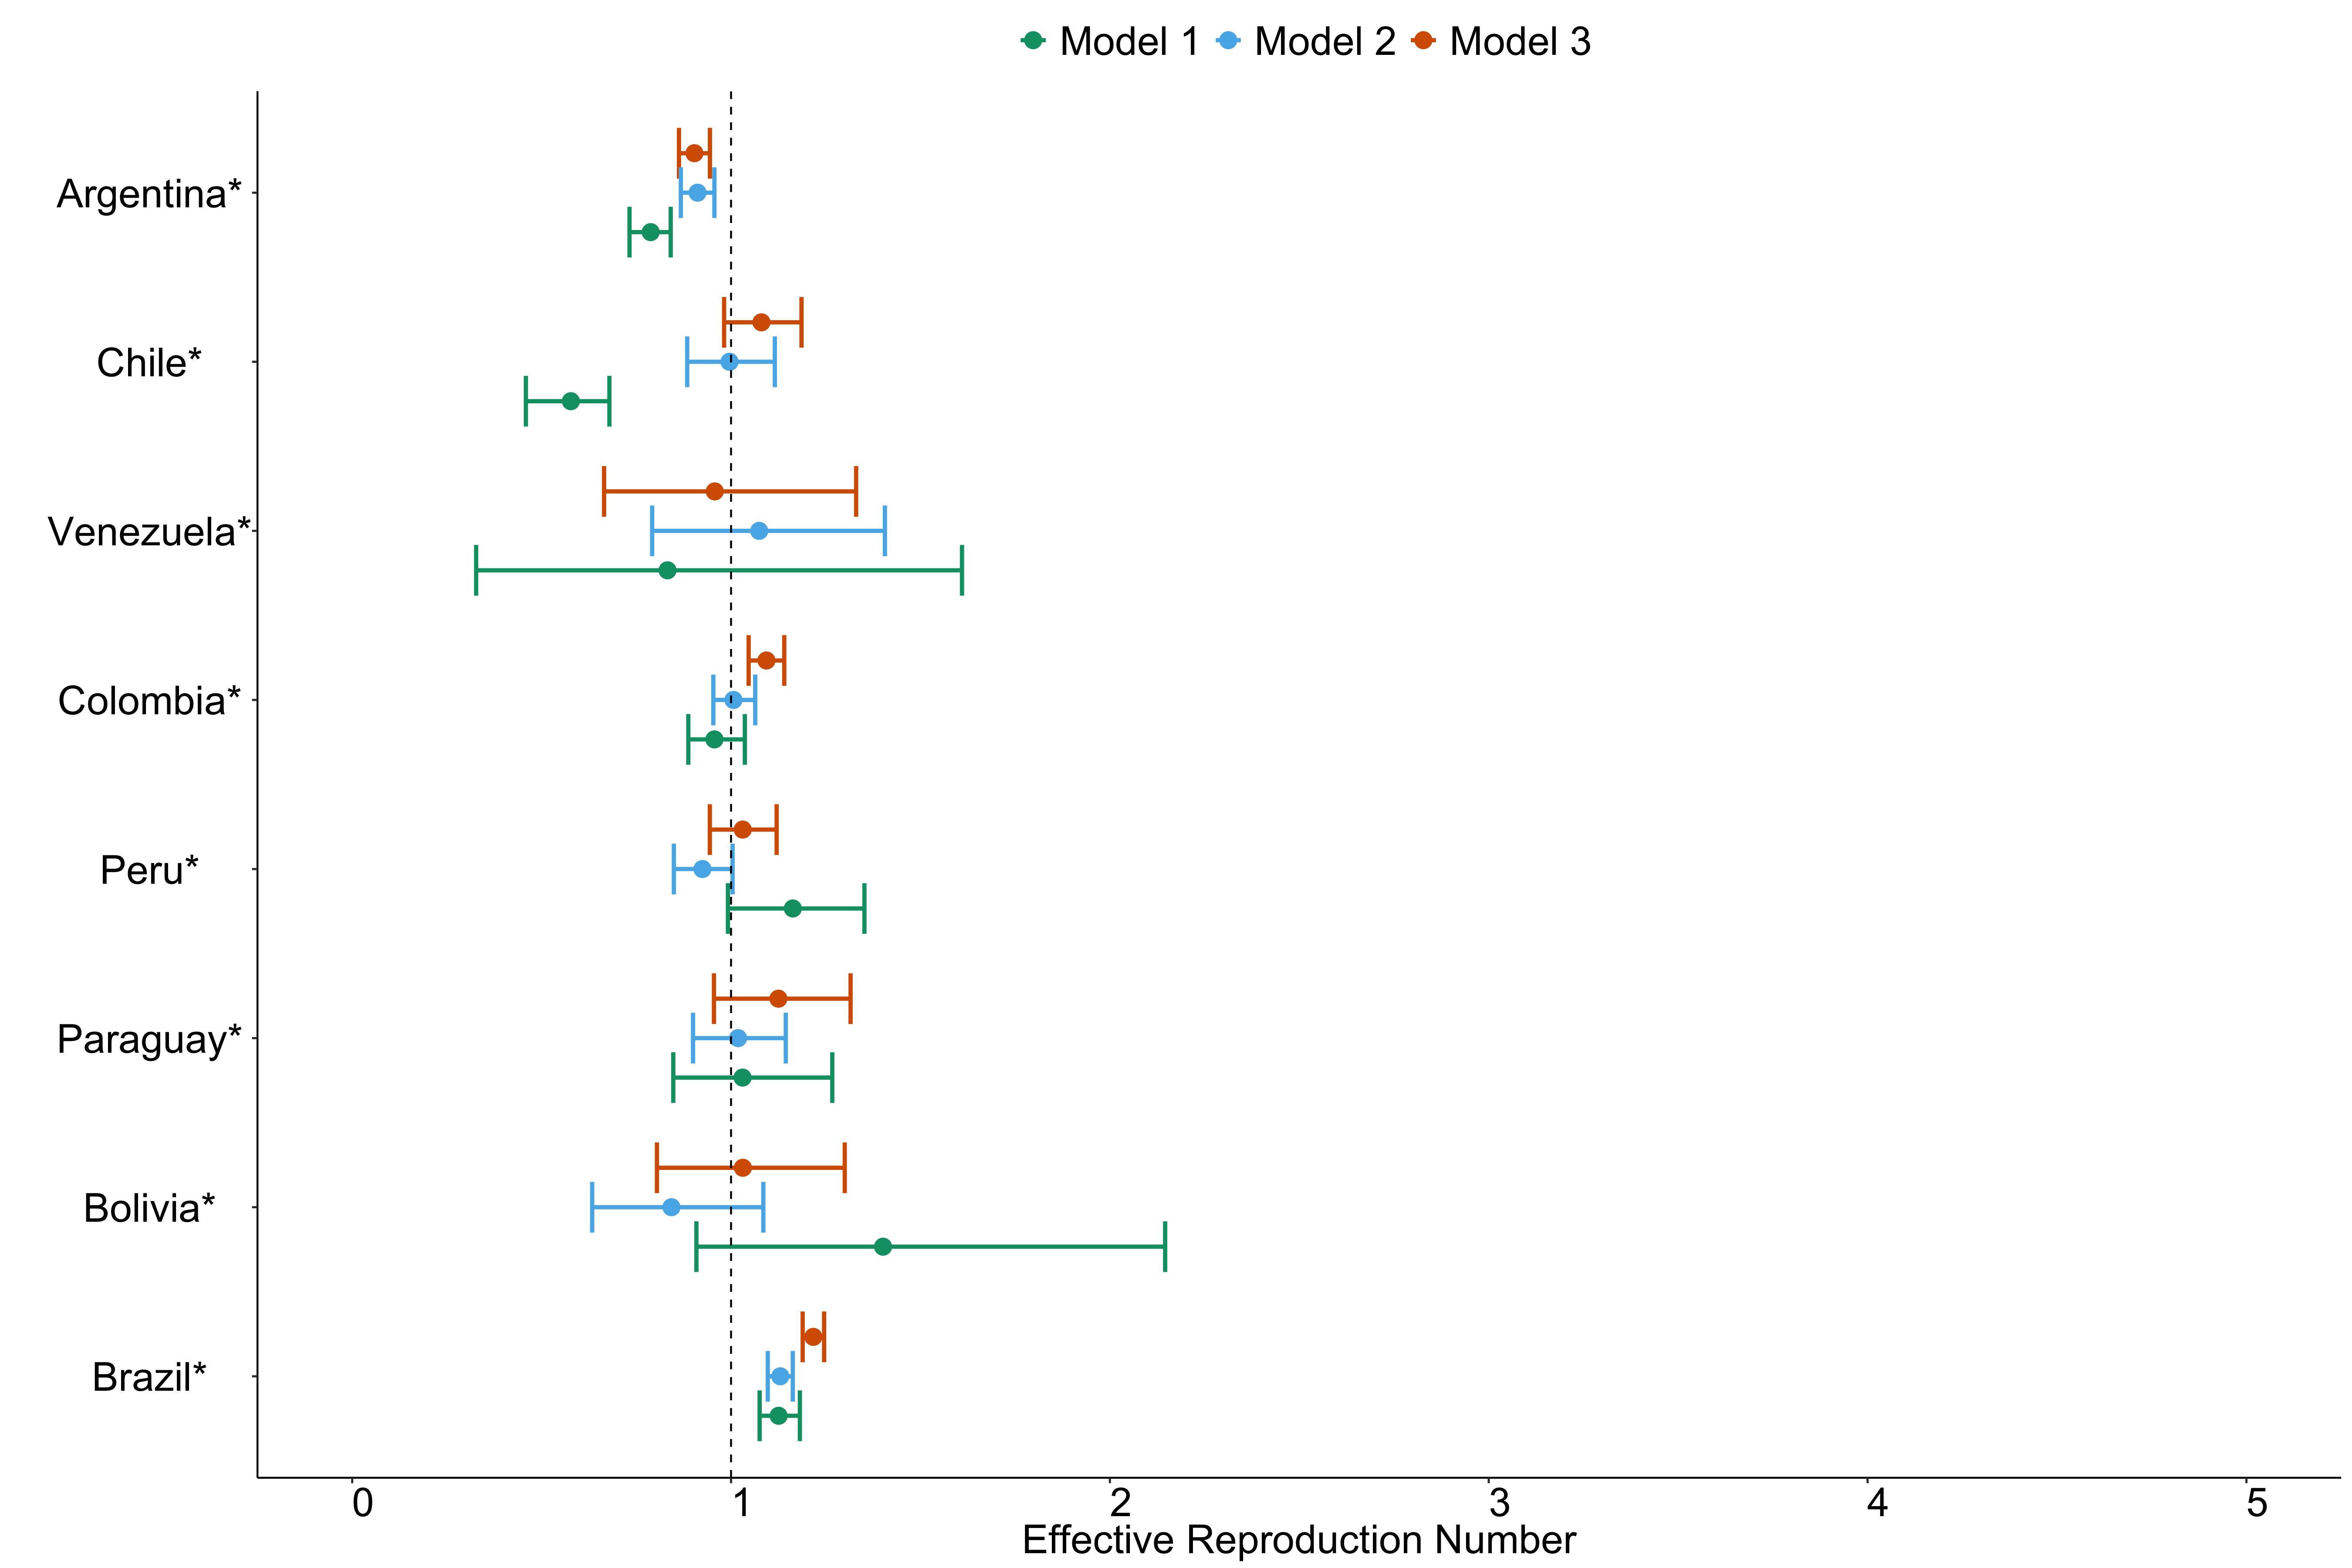 Model 1 Model 2 Model 3
Argentina*
Chile*
Venezuela*
Colombia*
Peru*
Paraguay*
Bolivia*
Brazil*
0 1 2 3 4 5
Effective Reproduction Number